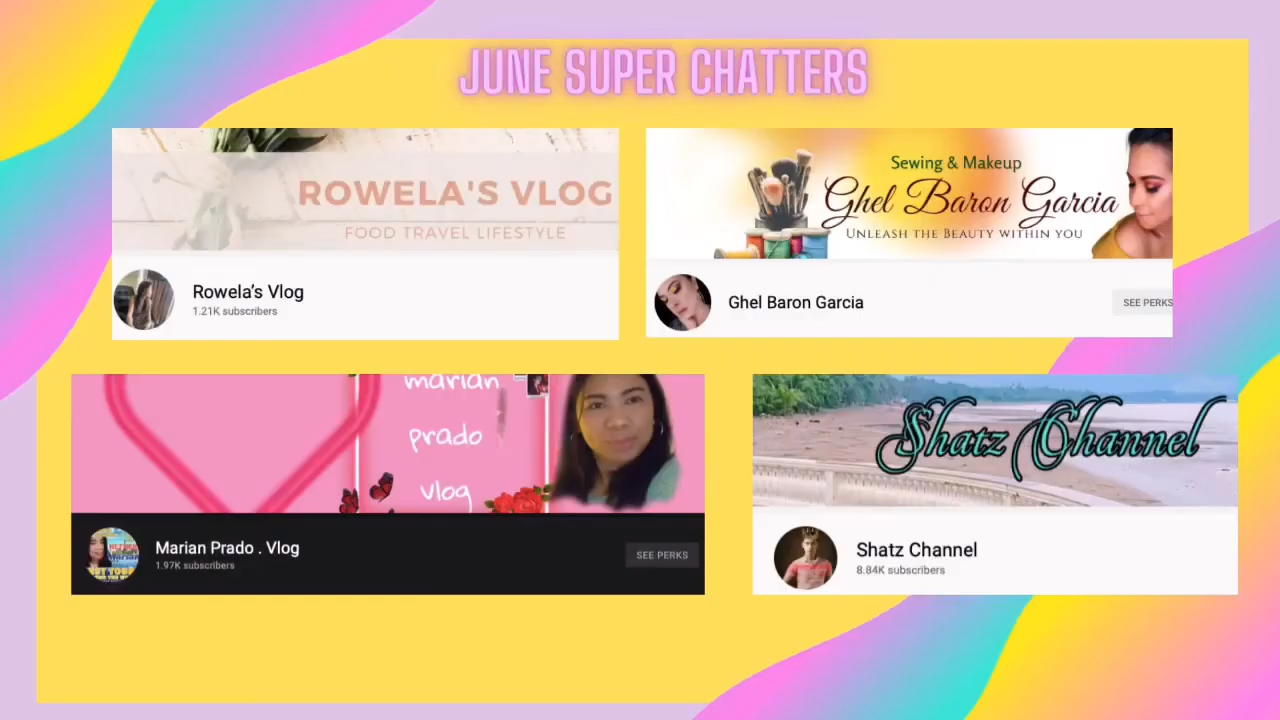 JUNE SUPER CHATTERS
ROWELA'S VLOG
FOOD TRAVEL LIFESTYLE
Rowela's Vlog
1.21K subscribers
Sewing & Makeup
Ghel Baron Garcia
UNLEASH THE BEAUTY WITHIN YOU
Ghel Baron Garcia
SEE PERKS
marian
prado
vlog
Marian Prado . Vlog
1.97K subscribers
SEE PERKS
Shatz Channel
Shatz Channel
8.84K subscribers